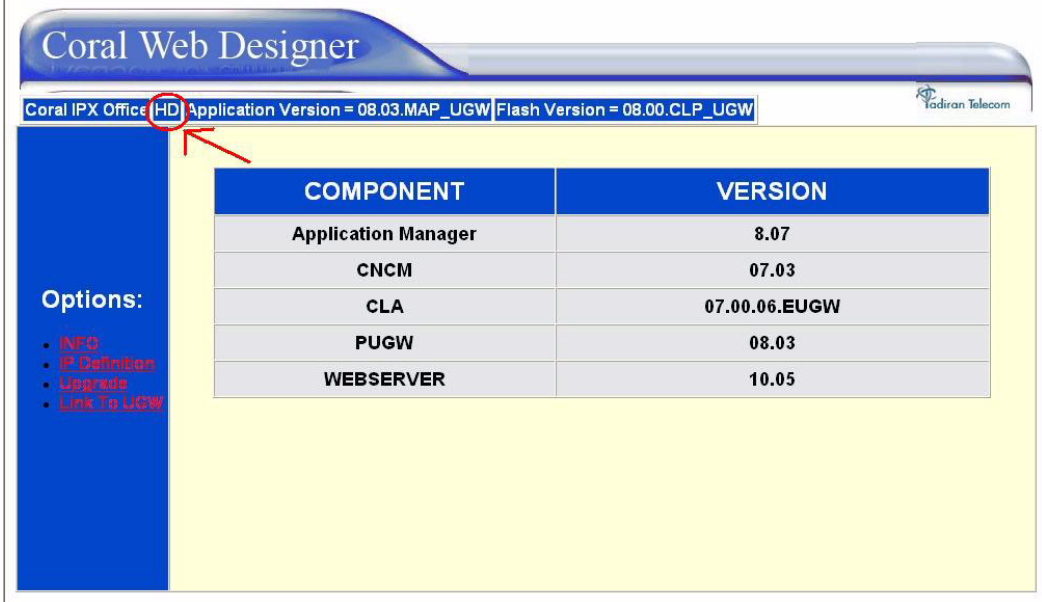 Coral Web Designer
Coral IPX Office HD Application Version = 08.03.MAP_UGW Flash Version = 08.00.CLP_UGW
Tadiran Telecom
COMPONENT VERSION
Application Manager 8.07
CNCM 07.03
CLA 07.00.06.EUGW
PUGW 08.03
WEBSERVER 10.05
Options:
INFO
IP Definition
Upgrade
Link To UGW